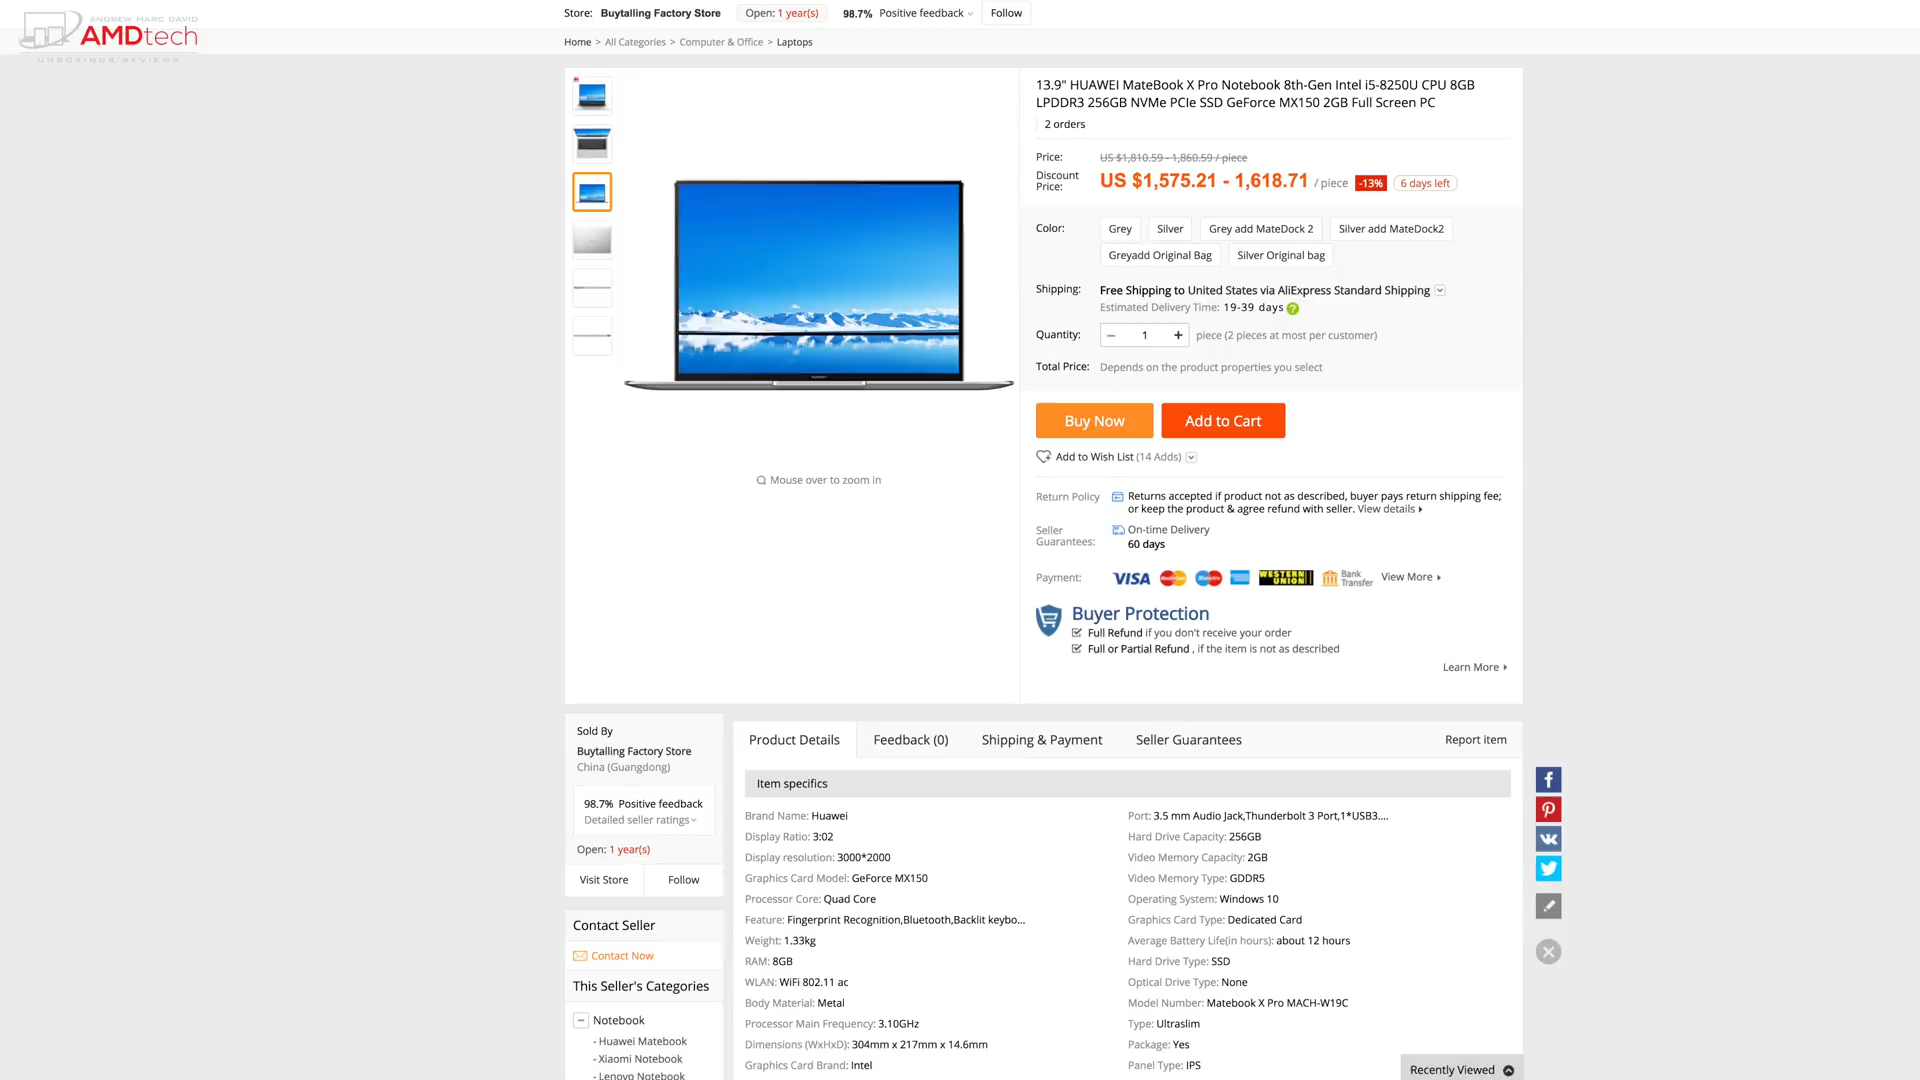 ANDREW MARC DAVID
AMDtech
UNBOXINGS/REVIEWS
Store: Buytalling Factory Store Open: 1 year(s) 98.7% Positive feedback Follow
Home > All Categories > Computer & Office > Laptops
13.9" HUAWEI MateBook X Pro Notebook 8th-Gen Intel i5-8250U CPU 8GB
LPDDR3 256GB NVMe PCIe SSD GeForce MX150 2GB Full Screen PC
2 orders
Price: US $1,810.59 - 1,860.59 / piece
Discount
Price: US $1,575.21 - 1,618.71 / piece -13% 6 days left
Color: Grey Silver Grey add MateDock 2 Silver add MateDock2
Greyadd Original Bag Silver Original bag
Shipping: Free Shipping to United States via AliExpress Standard Shipping
Estimated Delivery Time: 19-39 days ?
Quantity: 1 + piece (2 pieces at most per customer)
Total Price: Depends on the product properties you select
Buy Now Add to Cart
Add to Wish List (14 Adds)
Mouse over to zoom in
Return Policy Returns accepted if product not as described, buyer pays return shipping fee;
or keep the product & agree refund with seller. View details
Seller
Guarantees: On-time Delivery
60 days
Payment: VISA MasterCard Maestro WESTERN UNION Bank Transfer View More
Buyer Protection
Full Refund if you don't receive your order
Full or Partial Refund , if the item is not as described
Learn More
Sold By
Buytalling Factory Store
China (Guangdong)
98.7% Positive feedback
Detailed seller ratings
Open: 1 year(s)
Visit Store Follow
Contact Seller
Contact Now
This Seller's Categories
Notebook
- Huawei Matebook
- Xiaomi Notebook
- Lenovo Notebook
Product Details Feedback (0) Shipping & Payment Seller Guarantees Report item
Item specifics
Brand Name: Huawei
Display Ratio: 3:02
Display resolution: 3000*2000
Graphics Card Model: GeForce MX150
Processor Core: Quad Core
Feature: Fingerprint Recognition,Bluetooth,Backlit keybo...
Weight: 1.33kg
RAM: 8GB
WLAN: WiFi 802.11 ac
Body Material: Metal
Processor Main Frequency: 3.10GHz
Dimensions (WxHxD): 304mm x 217mm x 14.6mm
Graphics Card Brand: Intel
Port: 3.5 mm Audio Jack,Thunderbolt 3 Port,1*USB3....
Hard Drive Capacity: 256GB
Video Memory Capacity: 2GB
Video Memory Type: GDDR5
Operating System: Windows 10
Graphics Card Type: Dedicated Card
Average Battery Life(in hours): about 12 hours
Hard Drive Type: SSD
Optical Drive Type: None
Model Number: Matebook X Pro MACH-W19C
Type: Ultraslim
Package: Yes
Panel Type: IPS
Recently Viewed